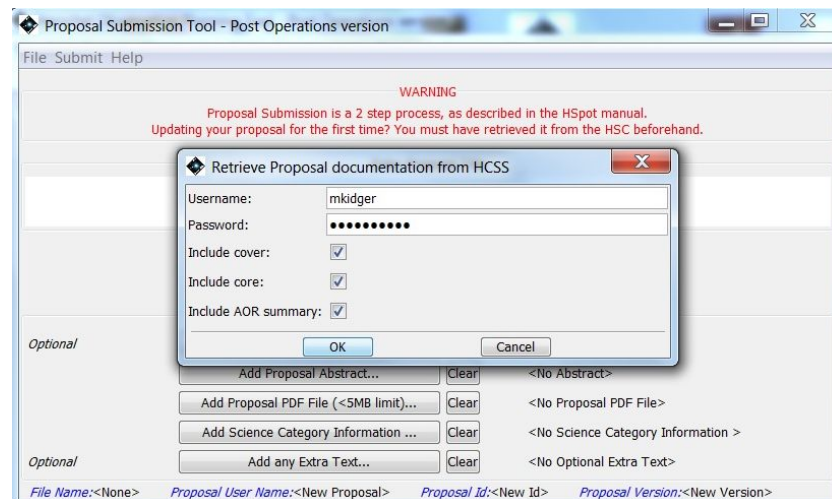 Proposal Submission Tool - Post Operations version
File Submit Help
WARNING
Proposal Submission is a 2 step process, as described in the HSpot manual.
Updating your proposal for the first time? You must have retrieved it from the HSC beforehand.
Retrieve Proposal documentation from HCSS
Username: mkidger
Password: ●●●●●●●●●●
Include cover:
Include core:
Include AOR summary:
OK Cancel
Optional
Add Proposal Abstract... Clear <No Abstract>
Add Proposal PDF File (<5MB limit)... Clear <No Proposal PDF File>
Add Science Category Information ... Clear <No Science Category Information >
Optional Add any Extra Text... Clear <No Optional Extra Text>
File Name:<None> Proposal User Name:<New Proposal> Proposal Id:<New Id> Proposal Version:<New Version>